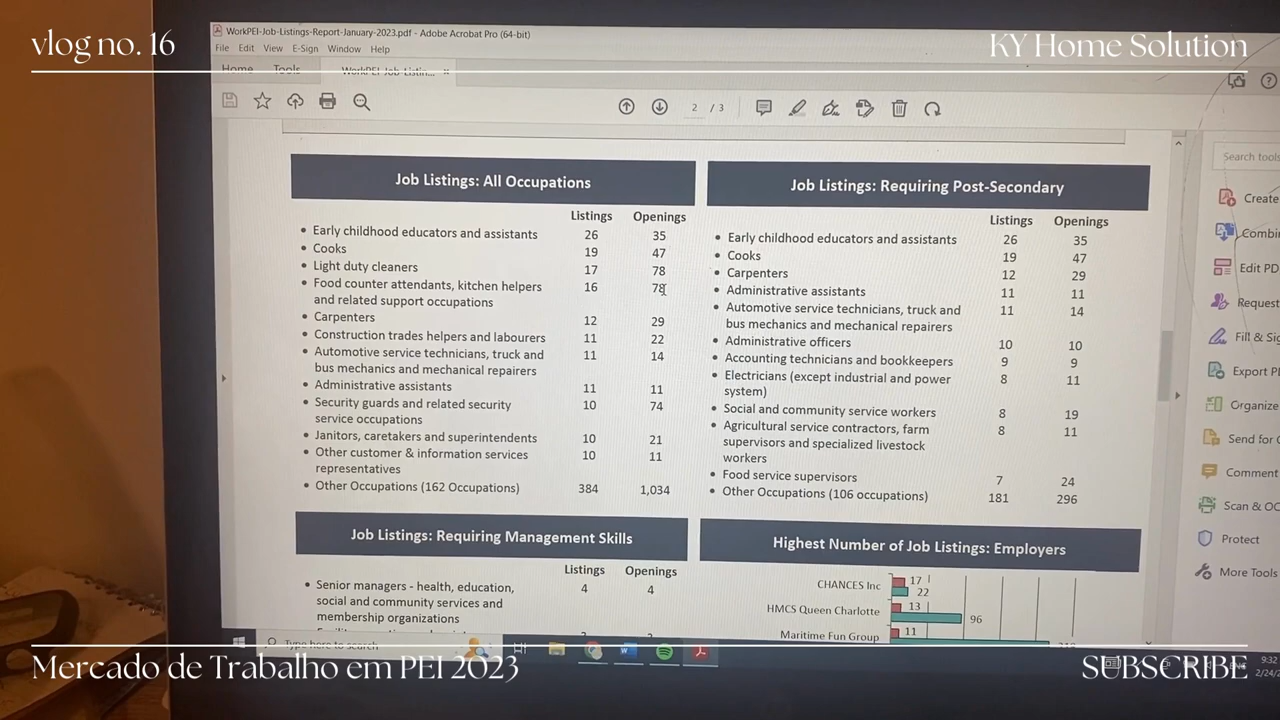 vlog no. 16
KY Home Solution
WorkPEI-Job-Listings-Report-January-2023.pdf - Adobe Acrobat Pro (64-bit)
File Edit View E-Sign Window Help
Home Tools
2 / 3
Search tools
Job Listings: All Occupations
Listings Openings
Early childhood educators and assistants 26 35
Cooks 19 47
Light duty cleaners 17 78
Food counter attendants, kitchen helpers 16 78
and related support occupations
Carpenters 12 29
Construction trades helpers and labourers 11 22
Automotive service technicians, truck and 11 14
bus mechanics and mechanical repairers
Administrative assistants 11 11
Security guards and related security 10 74
service occupations
Janitors, caretakers and superintendents 10 21
Other customer & information services 10 11
representatives
Other Occupations (162 Occupations) 384 1,034
Job Listings: Requiring Post-Secondary
Listings Openings
Early childhood educators and assistants 26 35
Cooks 19 47
Carpenters 12 29
Administrative assistants 11 11
Automotive service technicians, truck and 11 14
bus mechanics and mechanical repairers
Administrative officers 10 10
Accounting technicians and bookkeepers 9 9
Electricians (except industrial and power 8 11
system)
Social and community service workers 8 19
Agricultural service contractors, farm 8 11
supervisors and specialized livestock
workers
Food service supervisors 7 24
Other Occupations (106 occupations) 181 296
Job Listings: Requiring Management Skills
Listings Openings
Senior managers - health, education, 4 4
social and community services and
membership organizations
Highest Number of Job Listings: Employers
CHANCES Inc 17 22
HMCS Queen Charlotte 13 96
Maritime Fun Group 11
Create
Combi
Edit PD
Request
Fill & Sig
Export P
Organize
Send for C
Comment
Scan & OC
Protect
More Tools
Type here to search
9:32
2/24/2
Mercado de Trabalho em PEI 2023
SUBSCRIBE